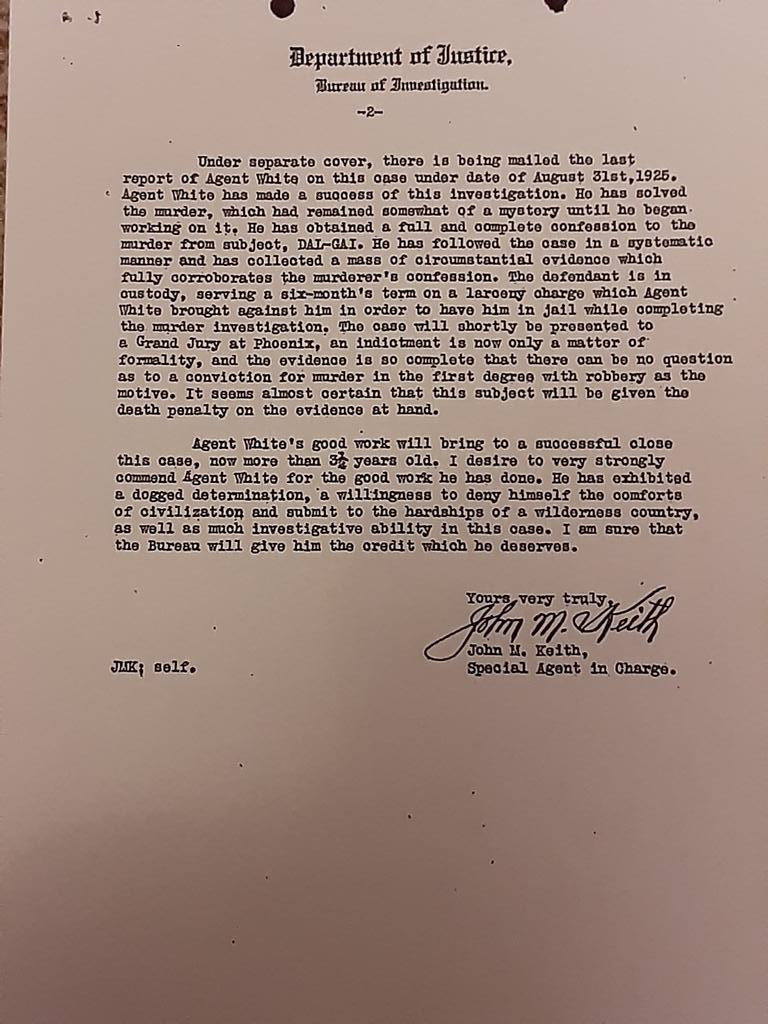 Department of Justice,
Bureau of Investigation.
-2-
Under separate cover, there is being mailed the last
report of Agent White on this case under date of August 31st,1925.
Agent White has made a success of this investigation. He has solved
the murder, which had remained somewhat of a mystery until he began
working on it. He has obtained a full and complete confession to the
murder from subject, DAL-GAI. He has followed the case in a systematic
manner and has collected a mass of circumstantial evidence which
fully corroborates the murderer's confession. The defendant is in
custody, serving a six-month's term on a larceny charge which Agent
White brought against him in order to have him in jail while completing
the murder investigation. The case will shortly be presented to
a Grand Jury at Phoenix, an indictment is now only a matter of
formality, and the evidence is so complete that there can be no question
as to a conviction for murder in the first degree with robbery as the
motive. It seems almost certain that this subject will be given the
death penalty on the evidence at hand.
Agent White's good work will bring to a successful close
this case, now more than 3½ years old. I desire to very strongly
commend Agent White for the good work he has done. He has exhibited
a dogged determination, a willingness to deny himself the comforts
of civilization and submit to the hardships of a wilderness country,
as well as much investigative ability in this case. I am sure that
the Bureau will give him the credit which he deserves.
Yours very truly,
John M. Keith
John M. Keith,
JMK; self.
Special Agent in Charge.